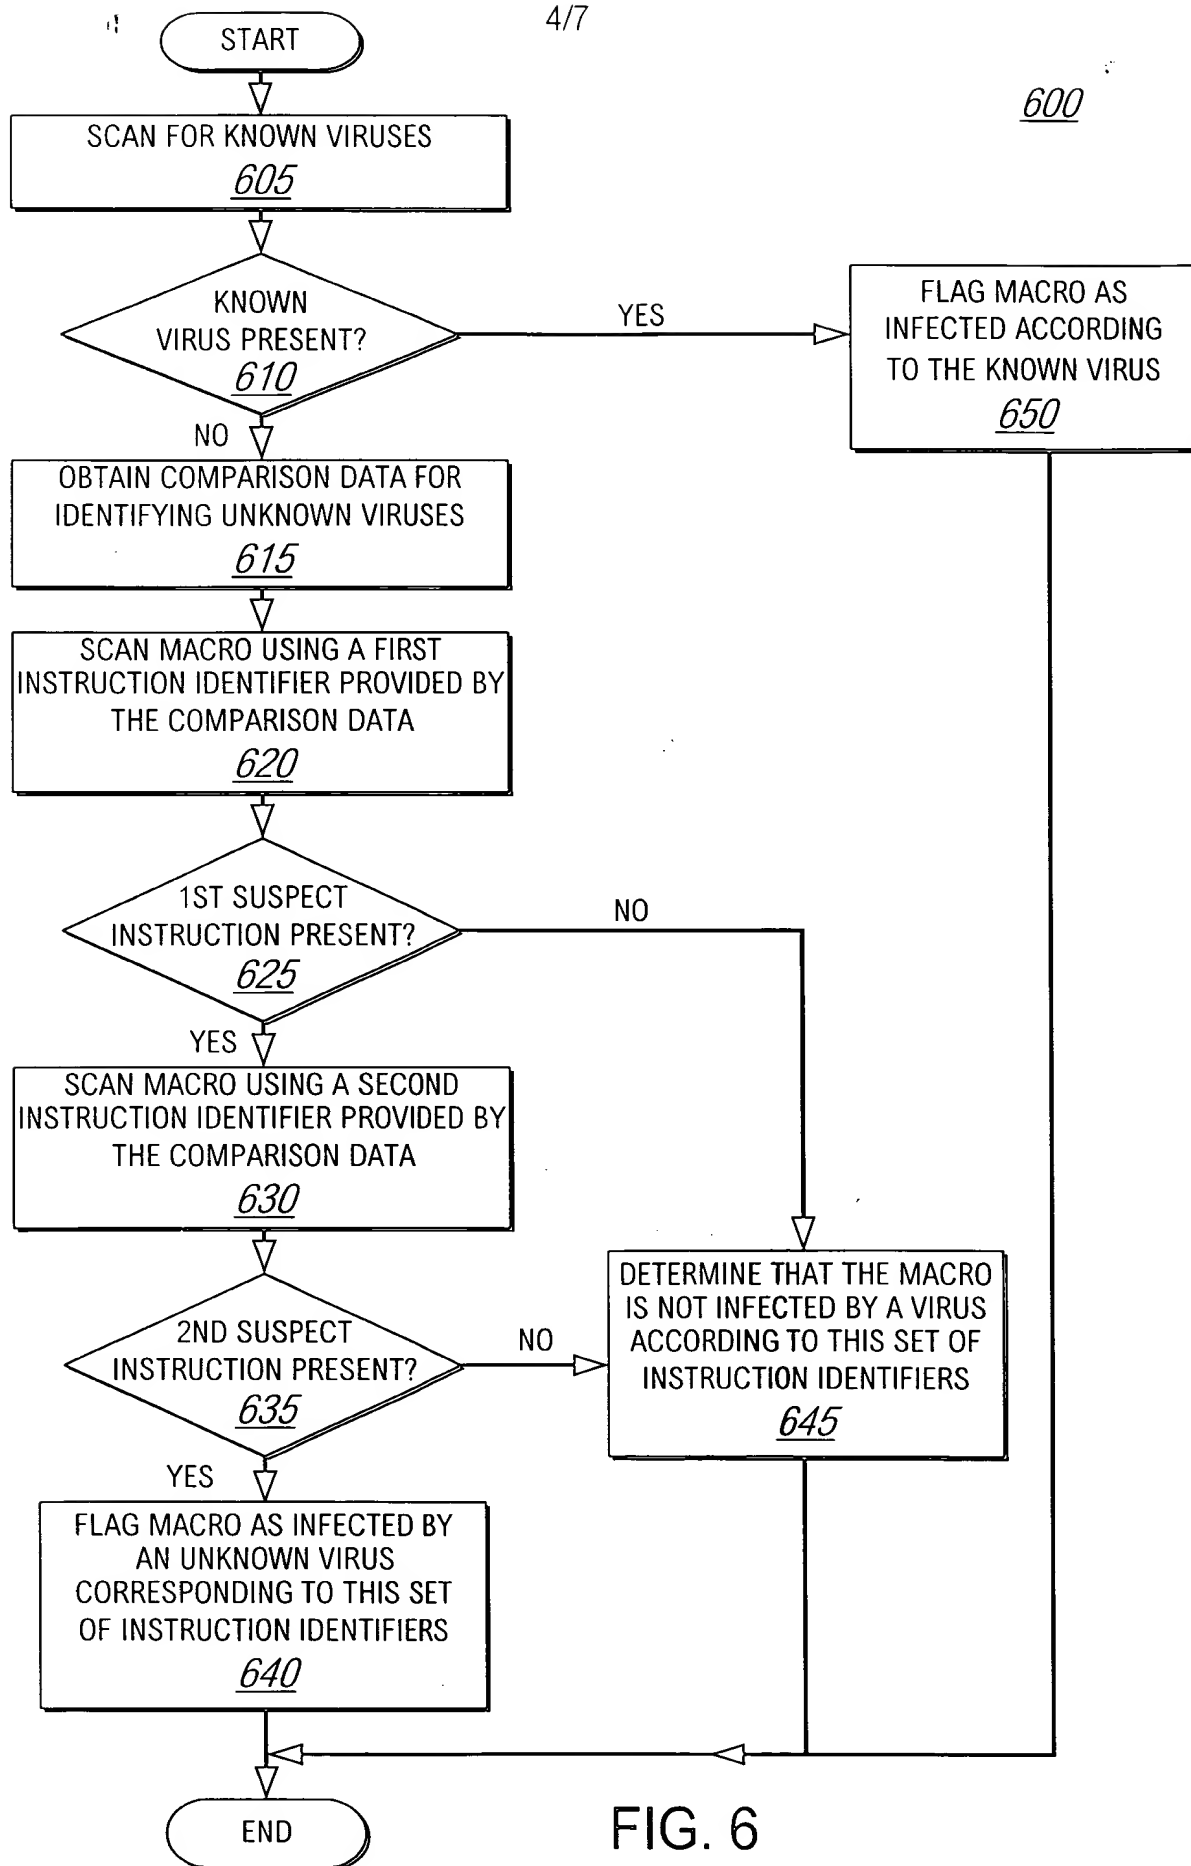 4/7
START
600
SCAN FOR KNOWN VIRUSES
605
KNOWN
VIRUS PRESENT?
610
YES
FLAG MACRO AS
INFECTED ACCORDING
TO THE KNOWN VIRUS
650
NO
OBTAIN COMPARISON DATA FOR
IDENTIFYING UNKNOWN VIRUSES
615
SCAN MACRO USING A FIRST
INSTRUCTION IDENTIFIER PROVIDED BY
THE COMPARISON DATA
620
1ST SUSPECT
INSTRUCTION PRESENT?
625
NO
YES
SCAN MACRO USING A SECOND
INSTRUCTION IDENTIFIER PROVIDED BY
THE COMPARISON DATA
630
2ND SUSPECT
INSTRUCTION PRESENT?
635
NO
DETERMINE THAT THE MACRO
IS NOT INFECTED BY A VIRUS
ACCORDING TO THIS SET OF
INSTRUCTION IDENTIFIERS
645
YES
FLAG MACRO AS INFECTED BY
AN UNKNOWN VIRUS
CORRESPONDING TO THIS SET
OF INSTRUCTION IDENTIFIERS
640
END
FIG. 6